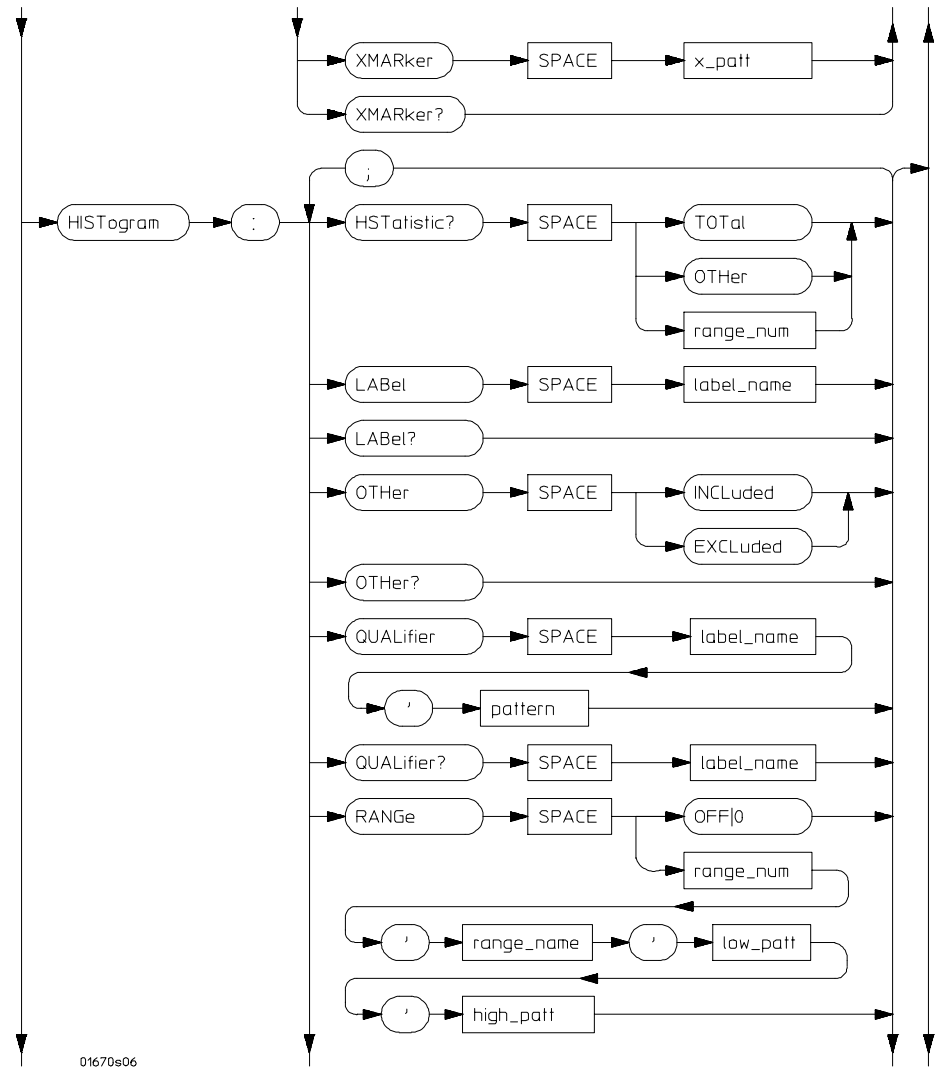 XMARker SPACE x_patt
XMARker?
;
HISTogram : HSTatistic? SPACE TOTal
OTHer
range_num
LABel SPACE label_name
LABel?
OTHer SPACE INCLuded
EXCLuded
OTHer?
QUALifier SPACE label_name
, pattern
QUALifier? SPACE label_name
RANGe SPACE OFF|0
range_num
, range_name , low_patt
, high_patt
01670s06